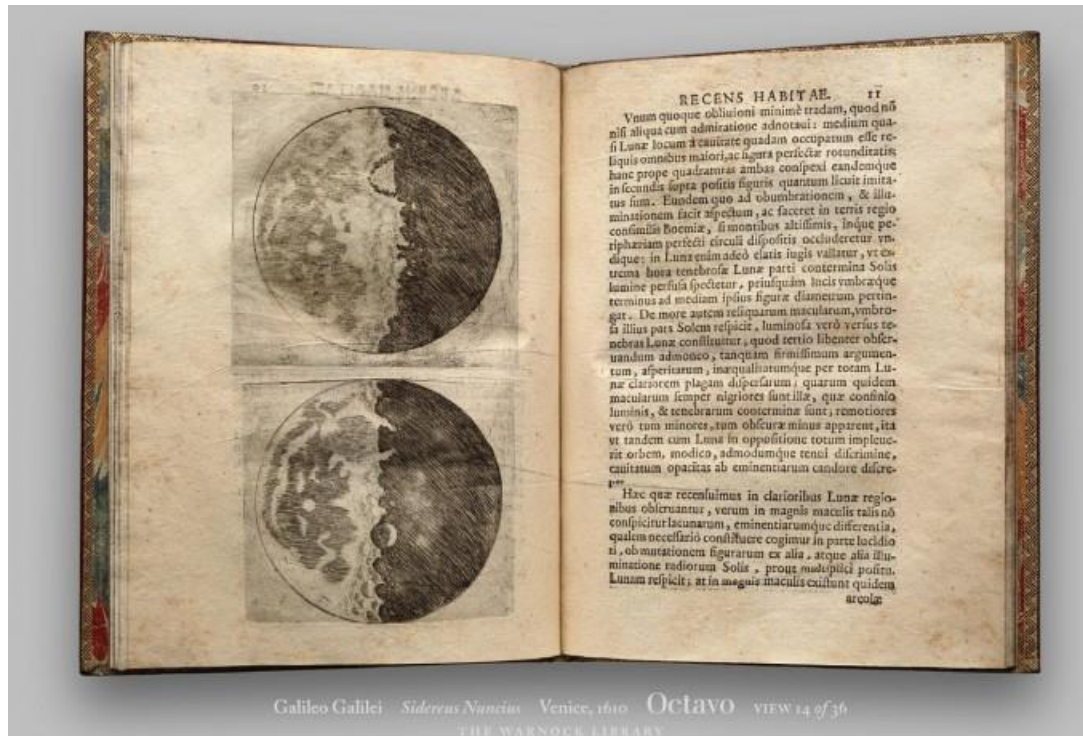 RECENS HABITAE. 11
Vnum quoque obliuioni minimè tradam, quod nõ
nisi aliqua cum admiratione adnotaui: medium qua-
si Lunæ locum à cauitate quadam occupatum esse re-
liquis omnibus maiori, ac figura perfectæ rotunditatis:
hanc prope quadraturas ambas conspexi eandemque
in secundis supra positis figuris quantum licuit imita-
tus sum. Eundem quo ad obumbrationem, & illu-
minationem facit aspectum, ac faceret in terris regio
consimilis Boemiæ, si montibus altissimis, inque pe-
riphæriam perfecti circuli dispositis occluderetur vn-
dique: in Luna enim adeò elatis iugis vallatur, vt ex-
trema hora tenebrosæ Lunæ parti contermina Solis
lumine perfusa spectetur, priusquàm lucis vmbræque
terminus ad mediam ipsius figuræ diametrum pertin-
gat. De more autem reliquarum macularum, vmbro-
sa illius pars Solem respicit, luminosa verò versus te-
nebras Lunæ constituitur, quod tertio libenter obser-
uandum admoneo, tanquam firmissimum argumen-
tum, asperitatum, inæqualitatumque per totam Lu-
næ clariorem plagam dispersarum; quarum quidem
macularum semper nigriores sunt illæ, quæ confinio
luminis, & tenebrarum conterminæ sunt; remotiores
verò tum minores, tum obscuræ minus apparent, ita
vt tandem cum Luna in oppositione totum impleue-
rit orbem, modico, admodumque tenui discrimine,
cauitatum opacitas ab eminentiarum candore discre-
pet
Hæc quæ recensuimus in clarioribus Lunæ regio-
nibus obseruantur, verum in magnis maculis talis nõ
conspicitur lacunarum, eminentiarumque differentia,
qualem necessariò constituere cogimur in parte lucidio
ri, ob mutationem figurarum ex alia, atque alia illu-
minatione radiorum Solis, prout multiplici positu
Lunam respicit; at in magnis maculis existunt quidem
areolæ
Galileo Galilei Sidereus Nuncius Venice, 1610 Octavo VIEW 14 of 36
THE WARNOCK LIBRARY